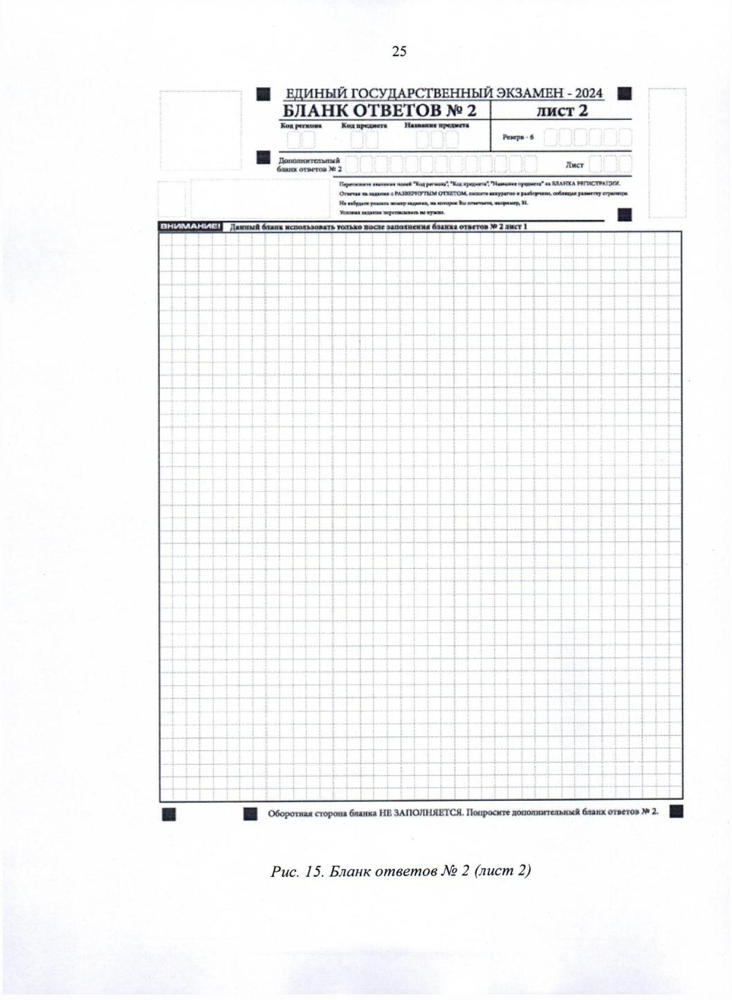 25
ЕДИНЫЙ ГОСУДАРСТВЕННЫЙ ЭКЗАМЕН - 2024
БЛАНК ОТВЕТОВ № 2
лист 2
Код региона Код предмета Название предмета
Резерв - 6
Дополнительный
бланк ответов № 2
Лист
Перепишите значения полей "Код региона", "Код предмета", "Название предмета" из БЛАНКА РЕГИСТРАЦИИ.
Отвечая на задания с РАЗВЕРНУТЫМ ОТВЕТОМ, пишите аккуратно и разборчиво, соблюдая разметку страницы.
Не забудьте указать номер задания, на которое Вы отвечаете, например, 31.
Условия задания переписывать не нужно.
ВНИМАНИЕ! Данный бланк использовать только после заполнения бланка ответов № 2 лист 1
Оборотная сторона бланка НЕ ЗАПОЛНЯЕТСЯ. Попросите дополнительный бланк ответов № 2.
Рис. 15. Бланк ответов № 2 (лист 2)